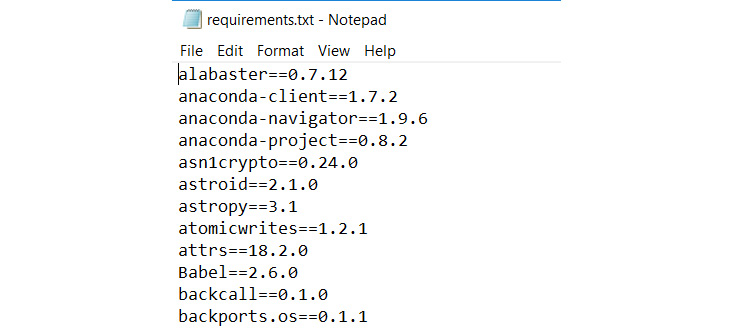 requirements.txt - Notepad
File Edit Format View Help
alabaster==0.7.12
anaconda-client==1.7.2
anaconda-navigator==1.9.6
anaconda-project==0.8.2
asn1crypto==0.24.0
astroid==2.1.0
astropy==3.1
atomicwrites==1.2.1
attrs==18.2.0
Babel==2.6.0
backcall==0.1.0
backports.os==0.1.1